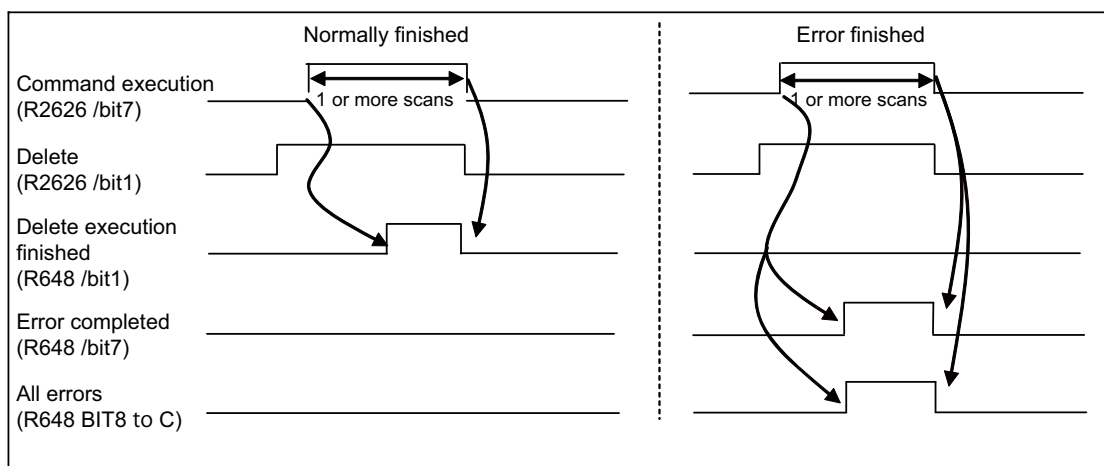 Normally finished
Error finished
Command execution
(R2626 /bit7)
1 or more scans
1 or more scans
Delete
(R2626 /bit1)
Delete execution
finished
(R648 /bit1)
Error completed
(R648 /bit7)
All errors
(R648 BIT8 to C)